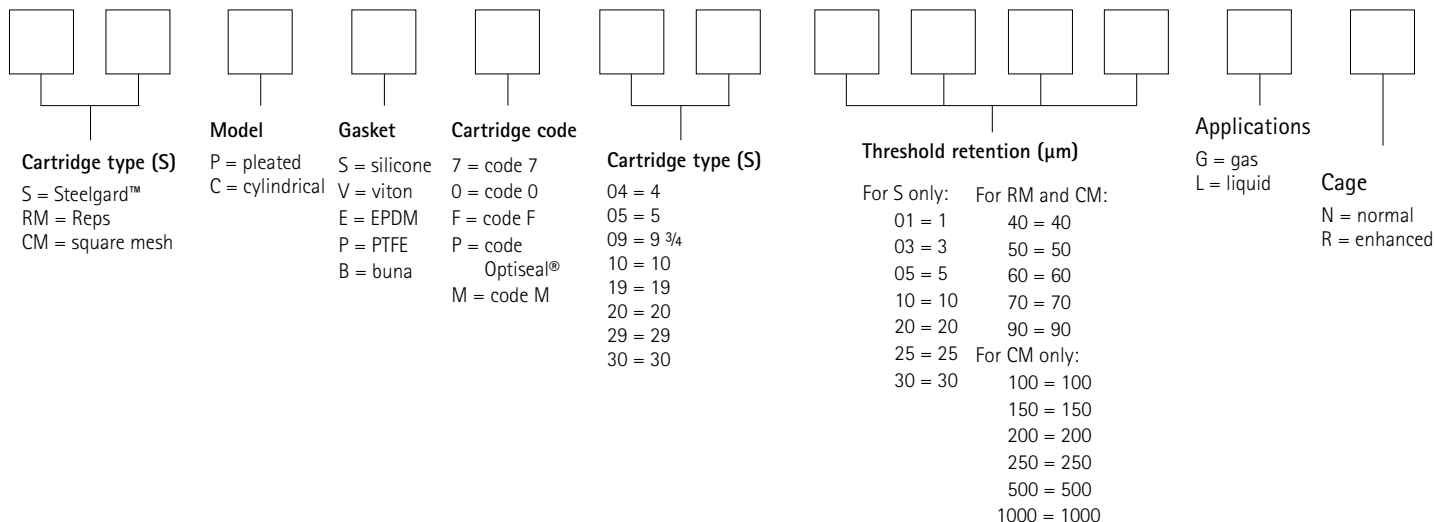 Cartridge type (S)
S = Steelgard™
RM = Reps
CM = square mesh
Model
P = pleated
C = cylindrical
Gasket
S = silicone
V = viton
E = EPDM
P = PTFE
B = buna
Cartridge code
7 = code 7
0 = code 0
F = code F
P = code
Optiseal®
M = code M
Cartridge type (S)
04 = 4
05 = 5
09 = 9 3/4
10 = 10
19 = 19
20 = 20
29 = 29
30 = 30
Threshold retention (µm)
For S only:
01 = 1
03 = 3
05 = 5
10 = 10
20 = 20
25 = 25
30 = 30
For RM and CM:
40 = 40
50 = 50
60 = 60
70 = 70
90 = 90
For CM only:
100 = 100
150 = 150
200 = 200
250 = 250
500 = 500
1000 = 1000
Applications
G = gas
L = liquid
Cage
N = normal
R = enhanced